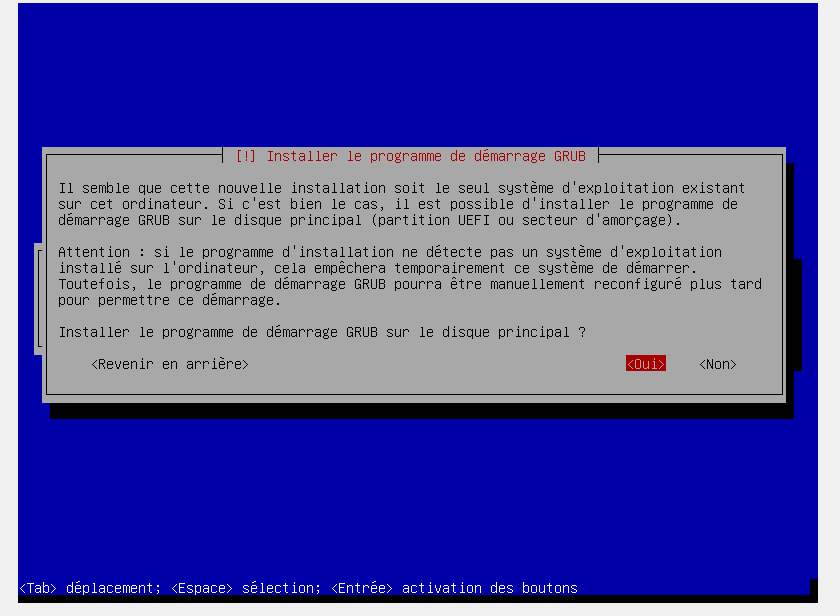 [!] Installer le programme de démarrage GRUB
Il semble que cette nouvelle installation soit le seul système d'exploitation existant
sur cet ordinateur. Si c'est bien le cas, il est possible d'installer le programme de
démarrage GRUB sur le disque principal (partition UEFI ou secteur d'amorçage).
Attention : si le programme d'installation ne détecte pas un système d'exploitation
installé sur l'ordinateur, cela empêchera temporairement ce système de démarrer.
Toutefois, le programme de démarrage GRUB pourra être manuellement reconfiguré plus tard
pour permettre ce démarrage.
Installer le programme de démarrage GRUB sur le disque principal ?
<Revenir en arrière> <Oui> <Non>
<Tab> déplacement; <Espace> sélection; <Entrée> activation des boutons